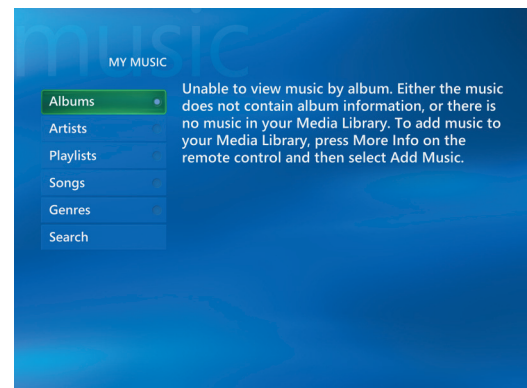 music
MY MUSIC
Albums
Artists
Playlists
Songs
Genres
Search
Unable to view music by album. Either the music
does not contain album information, or there is
no music in your Media Library. To add music to
your Media Library, press More Info on the
remote control and then select Add Music.